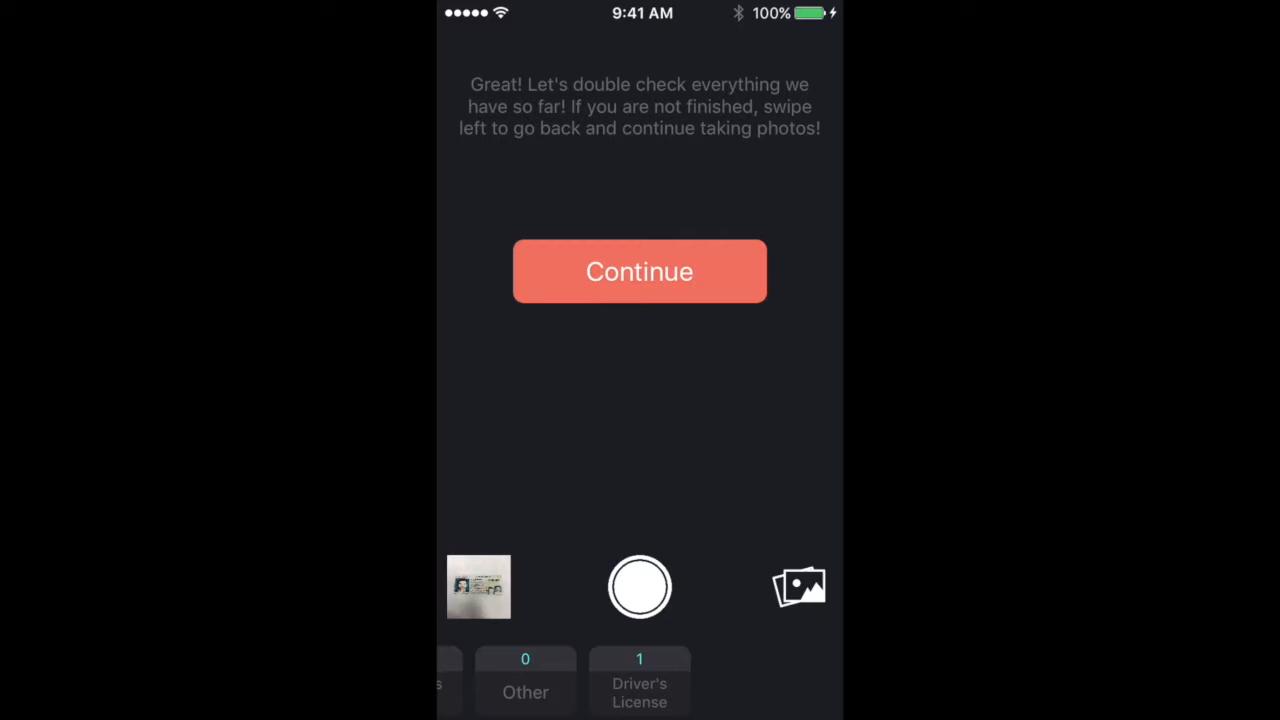 9:41 AM
100%
Great! Let's double check everything we
have so far! If you are not finished, swipe
left to go back and continue taking photos!
Continue
s
0
Other
1
Driver's
License